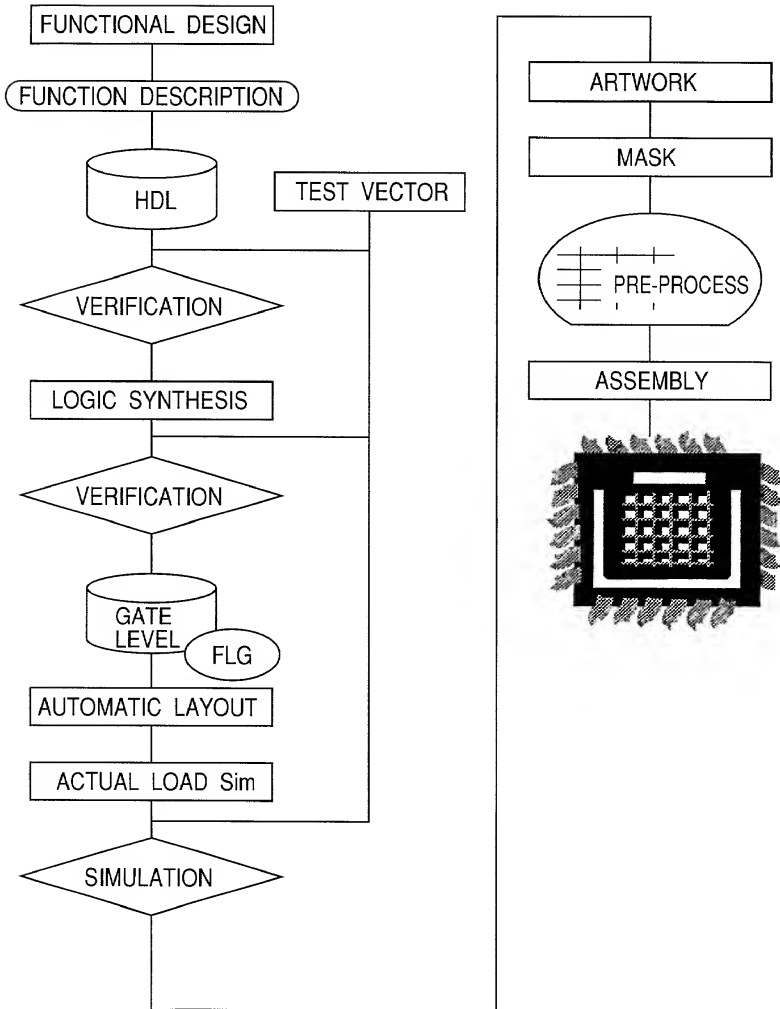 FUNCTIONAL DESIGN
FUNCTION DESCRIPTION
HDL
TEST VECTOR
VERIFICATION
LOGIC SYNTHESIS
VERIFICATION
GATE
LEVEL
FLG
AUTOMATIC LAYOUT
ACTUAL LOAD Sim
SIMULATION
ARTWORK
MASK
PRE-PROCESS
ASSEMBLY